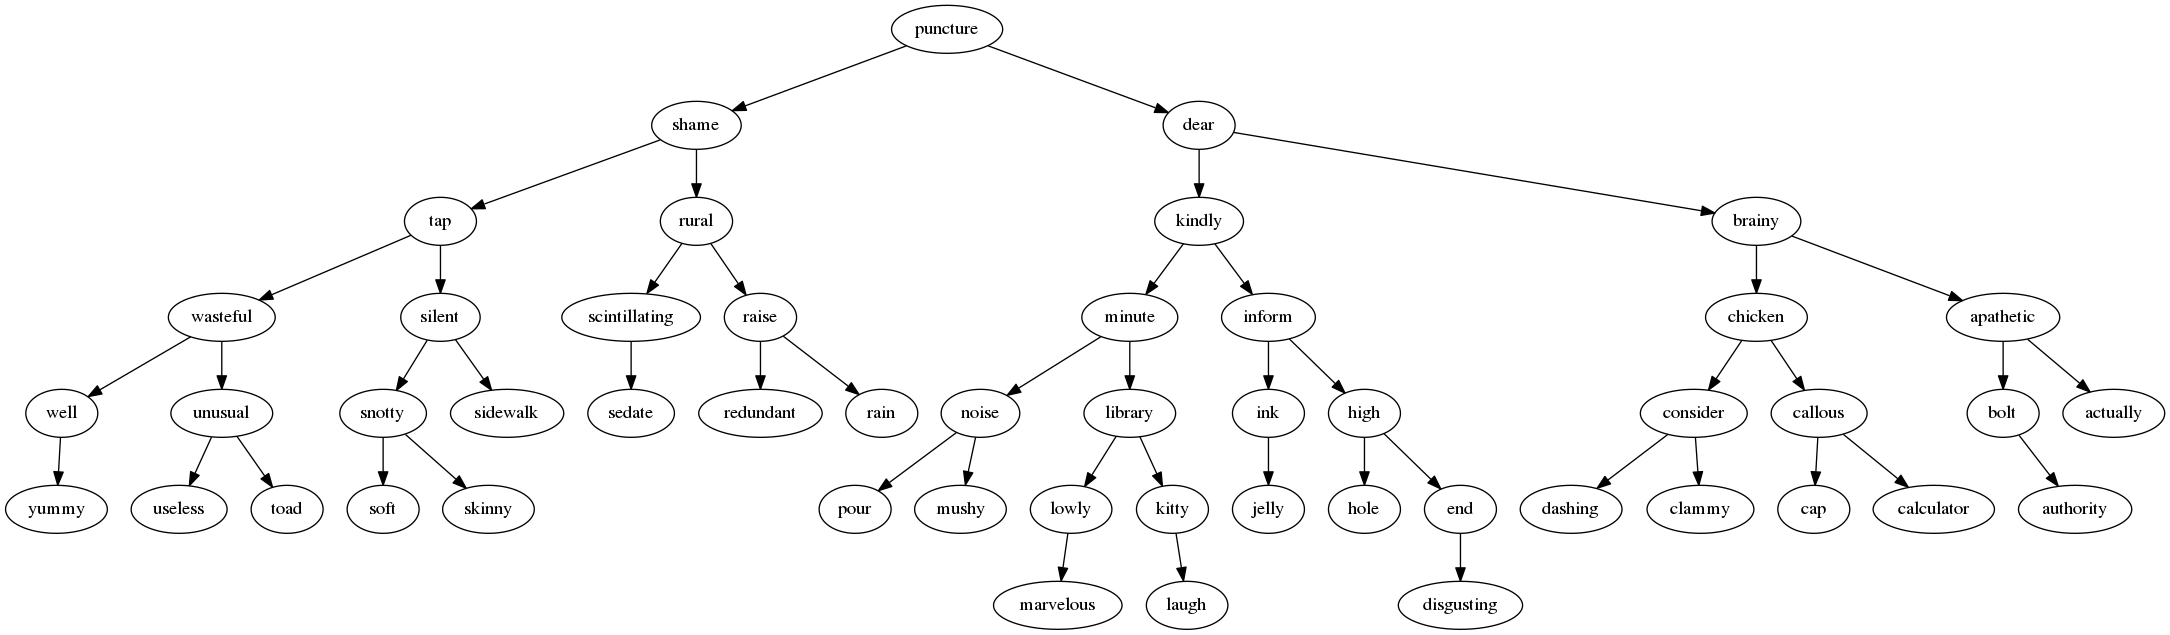 puncture
shame
dear
tap
rural
kindly
brainy
wasteful
silent
scintillating
raise
minute
inform
chicken
apathetic
well
unusual
snotty
sidewalk
sedate
redundant
rain
noise
library
ink
high
consider
callous
bolt
actually
yummy
useless
toad
soft
skinny
pour
mushy
lowly
kitty
jelly
hole
end
dashing
clammy
cap
calculator
authority
marvelous
laugh
disgusting